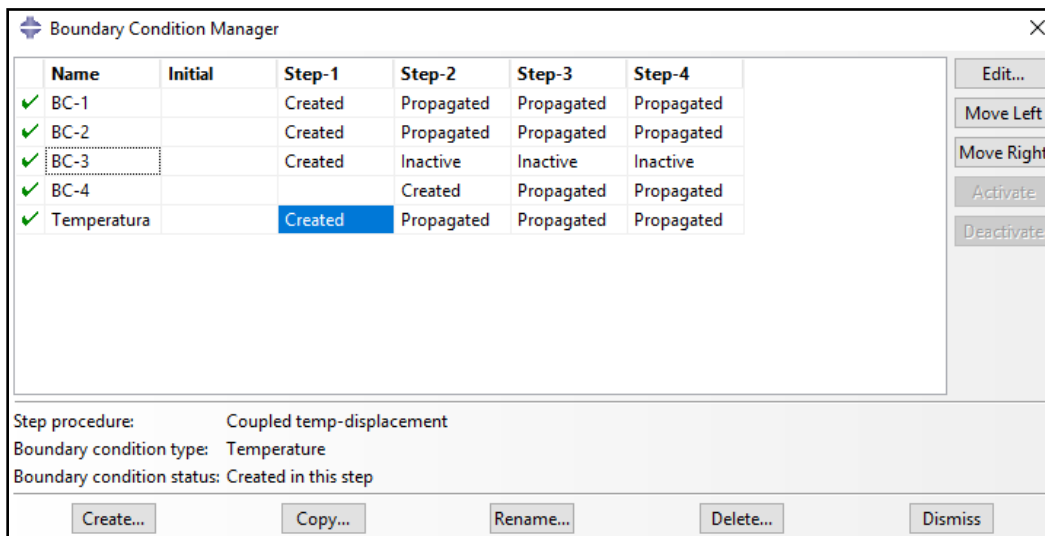 Boundary Condition Manager
Name Initial Step-1 Step-2 Step-3 Step-4
BC-1 Created Propagated Propagated Propagated
BC-2 Created Propagated Propagated Propagated
BC-3 Created Inactive Inactive Inactive
BC-4 Created Propagated Propagated
Temperatura Created Propagated Propagated Propagated
Edit...
Move Left
Move Right
Activate
Deactivate
Step procedure: Coupled temp-displacement
Boundary condition type: Temperature
Boundary condition status: Created in this step
Create... Copy... Rename... Delete... Dismiss